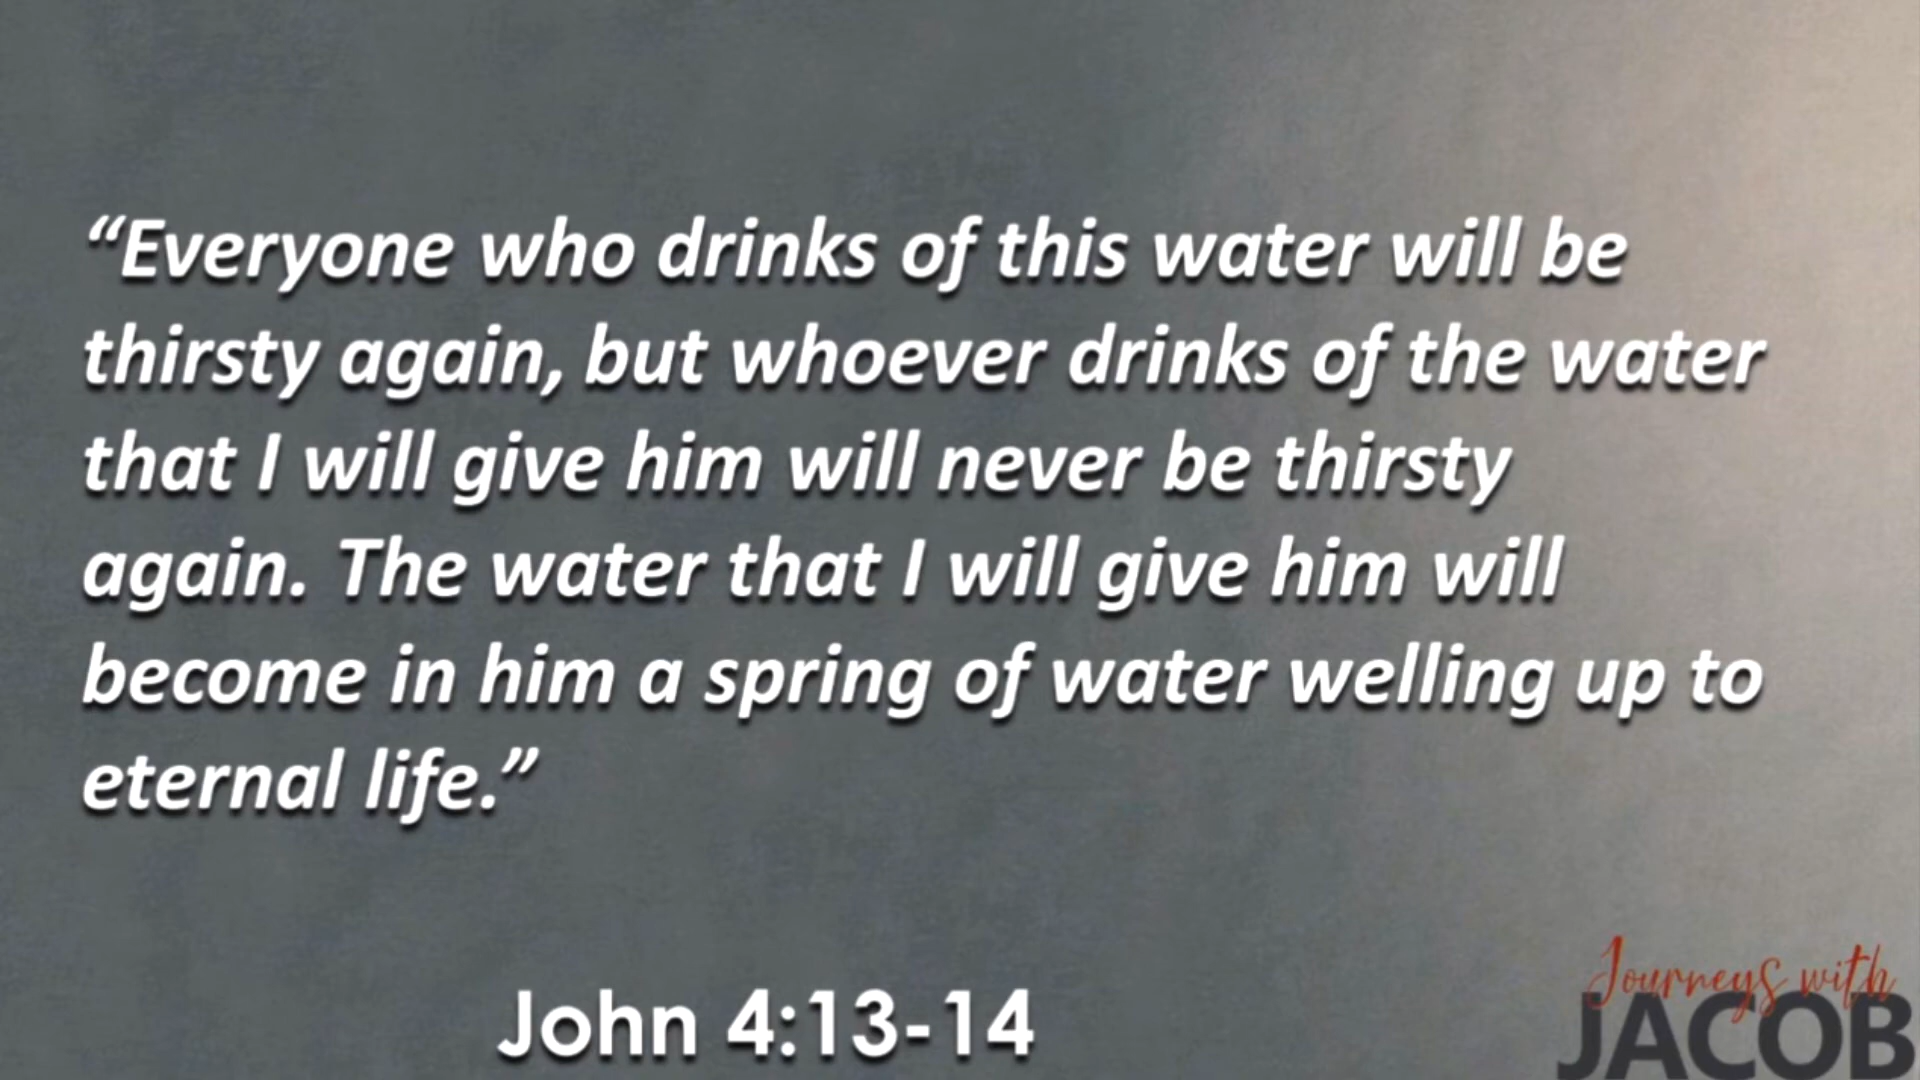 “Everyone who drinks of this water will be
thirsty again, but whoever drinks of the water
that I will give him will never be thirsty
again. The water that I will give him will
become in him a spring of water welling up to
eternal life.”
John 4:13-14
Journeys with
JACOB